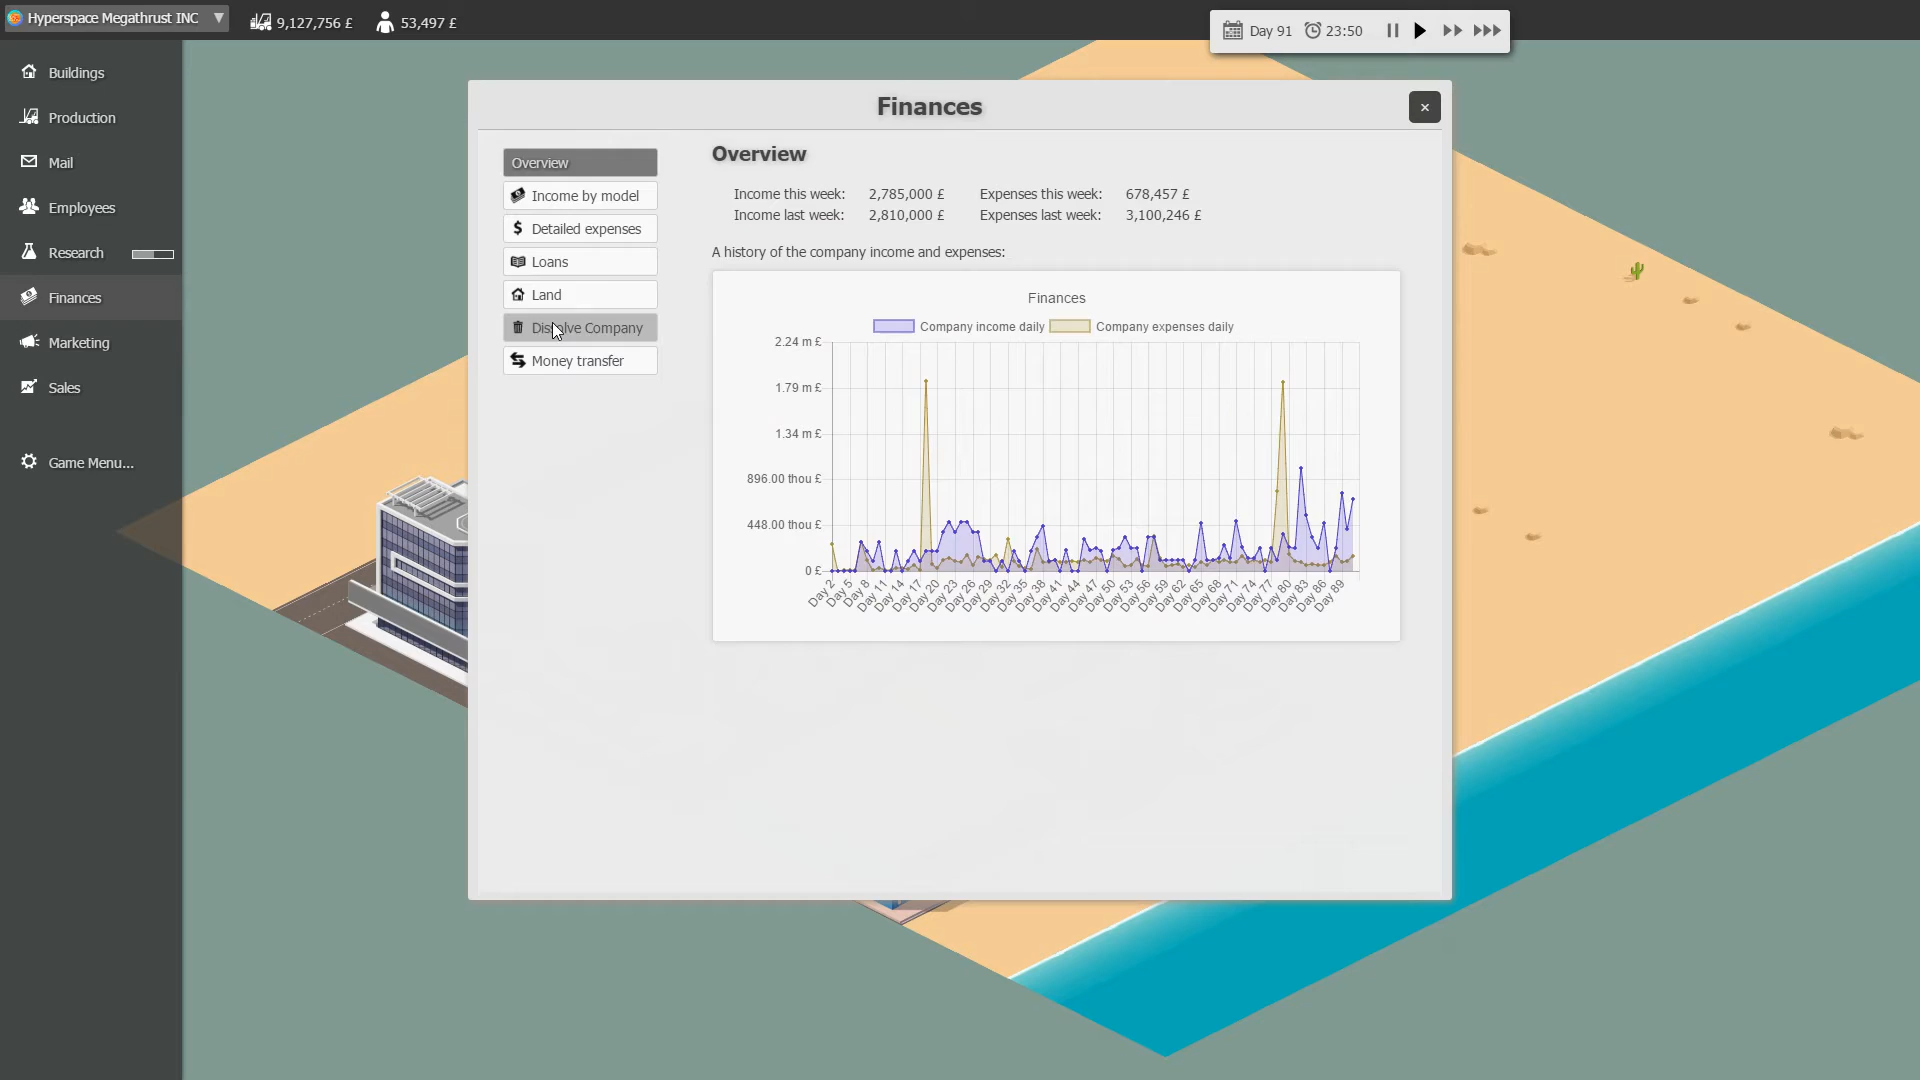 Hyperspace Megathrust INC
9,127,756 £
53,497 £
Day 91 23:50
Buildings
Production
Mail
Employees
Research
Finances
Marketing
Sales
Game Menu...
Finances
×
Overview
Income by model
Detailed expenses
Loans
Land
Dissolve Company
Money transfer
Overview
Income this week: 2,785,000 £ Expenses this week: 678,457 £
Income last week: 2,810,000 £ Expenses last week: 3,100,246 £
A history of the company income and expenses:
Finances
Company income daily Company expenses daily
2.24 m £
1.79 m £
1.34 m £
896.00 thou £
448.00 thou £
0 £
Day 2 Day 5 Day 8 Day 11 Day 14 Day 17 Day 20 Day 23 Day 26 Day 29 Day 32 Day 35 Day 38 Day 41 Day 44 Day 47 Day 50 Day 53 Day 56 Day 59 Day 62 Day 65 Day 68 Day 71 Day 74 Day 77 Day 80 Day 83 Day 86 Day 89